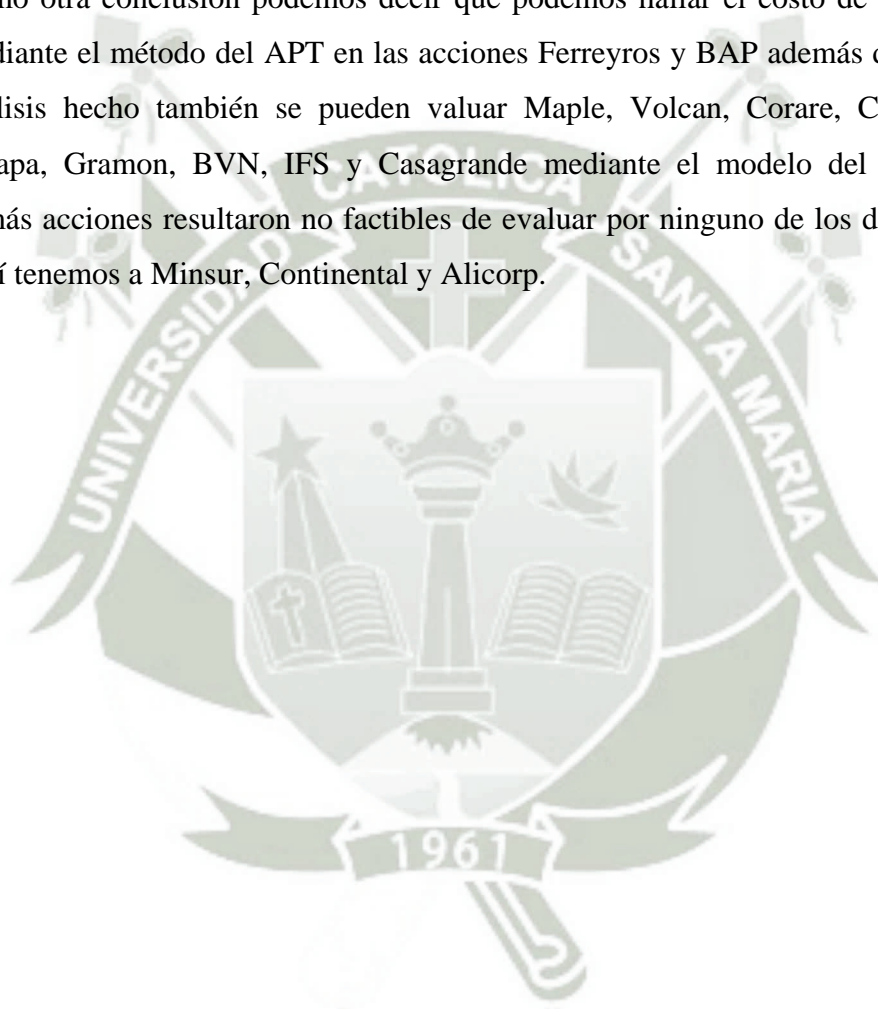 no otra conclusión podemos decir que podemos hallar el costo de
diante el método del APT en las acciones Ferreyros y BAP además
lisis hecho también se pueden valuar Maple, Volcan, Corare, C
apa, Gramon, BVN, IFS y Casagrande mediante el modelo del
más acciones resultaron no factibles de evaluar por ninguno de los d
í tenemos a Minsur, Continental y Alicorp.
UNIVERSIDAD CATOLICA SANTA MARIA
1961